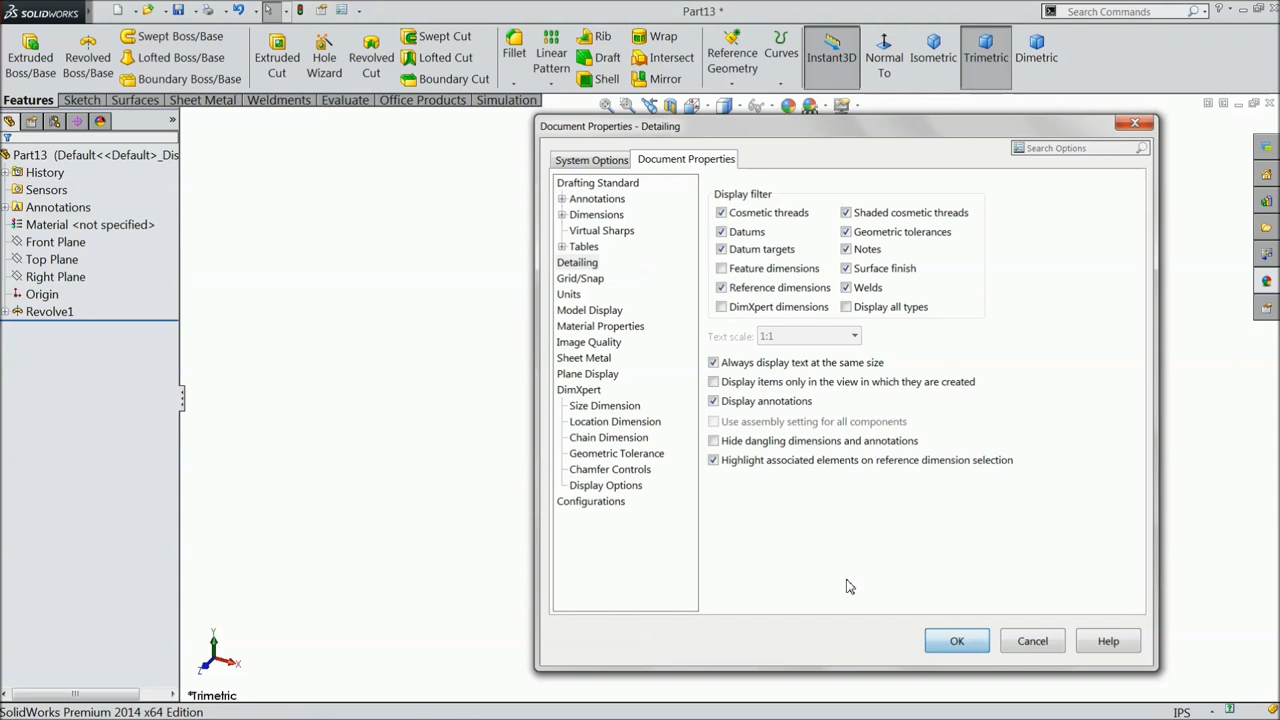 SOLIDWORKS
Part13 *
Search Commands
Extruded Boss/Base
Revolved Boss/Base
Swept Boss/Base
Lofted Boss/Base
Boundary Boss/Base
Extruded Cut
Hole Wizard
Revolved Cut
Swept Cut
Lofted Cut
Boundary Cut
Fillet
Linear Pattern
Rib
Draft
Shell
Wrap
Intersect
Mirror
Reference Geometry
Curves
Instant3D
Normal To
Isometric
Trimetric
Dimetric
Features Sketch Surfaces Sheet Metal Weldments Evaluate Office Products Simulation
Part13 (Default<<Default>_Dis
History
Sensors
Annotations
Material <not specified>
Front Plane
Top Plane
Right Plane
Origin
Revolve1
Document Properties - Detailing
System Options Document Properties
Search Options
Drafting Standard
Annotations
Dimensions
Virtual Sharps
Tables
Detailing
Grid/Snap
Units
Model Display
Material Properties
Image Quality
Sheet Metal
Plane Display
DimXpert
Size Dimension
Location Dimension
Chain Dimension
Geometric Tolerance
Chamfer Controls
Display Options
Configurations
Display filter
Cosmetic threads Shaded cosmetic threads
Datums Geometric tolerances
Datum targets Notes
Feature dimensions Surface finish
Reference dimensions Welds
DimXpert dimensions Display all types
Text scale: 1:1
Always display text at the same size
Display items only in the view in which they are created
Display annotations
Use assembly setting for all components
Hide dangling dimensions and annotations
Highlight associated elements on reference dimension selection
OK Cancel Help
Y
X
Z
*Trimetric
SolidWorks Premium 2014 x64 Edition
IPS